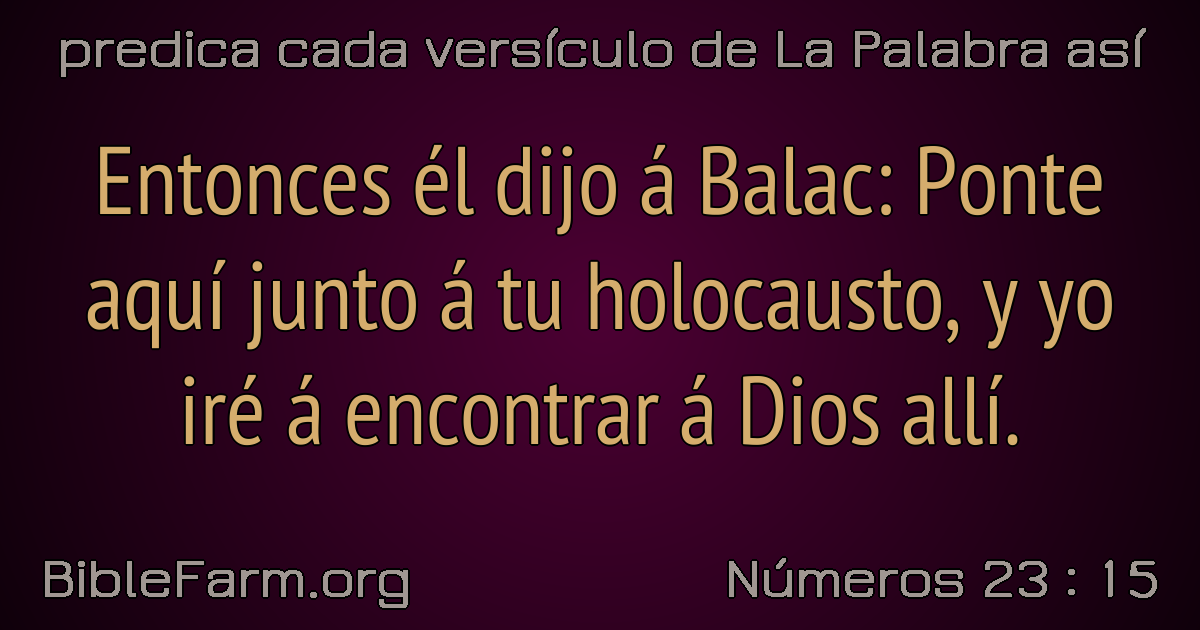 predica cada versículo de La Palabra así
Entonces él dijo á Balac: Ponte
aquí junto á tu holocausto, y yo
iré á encontrar á Dios allí.
BibleFarm.org
Números 23 : 15